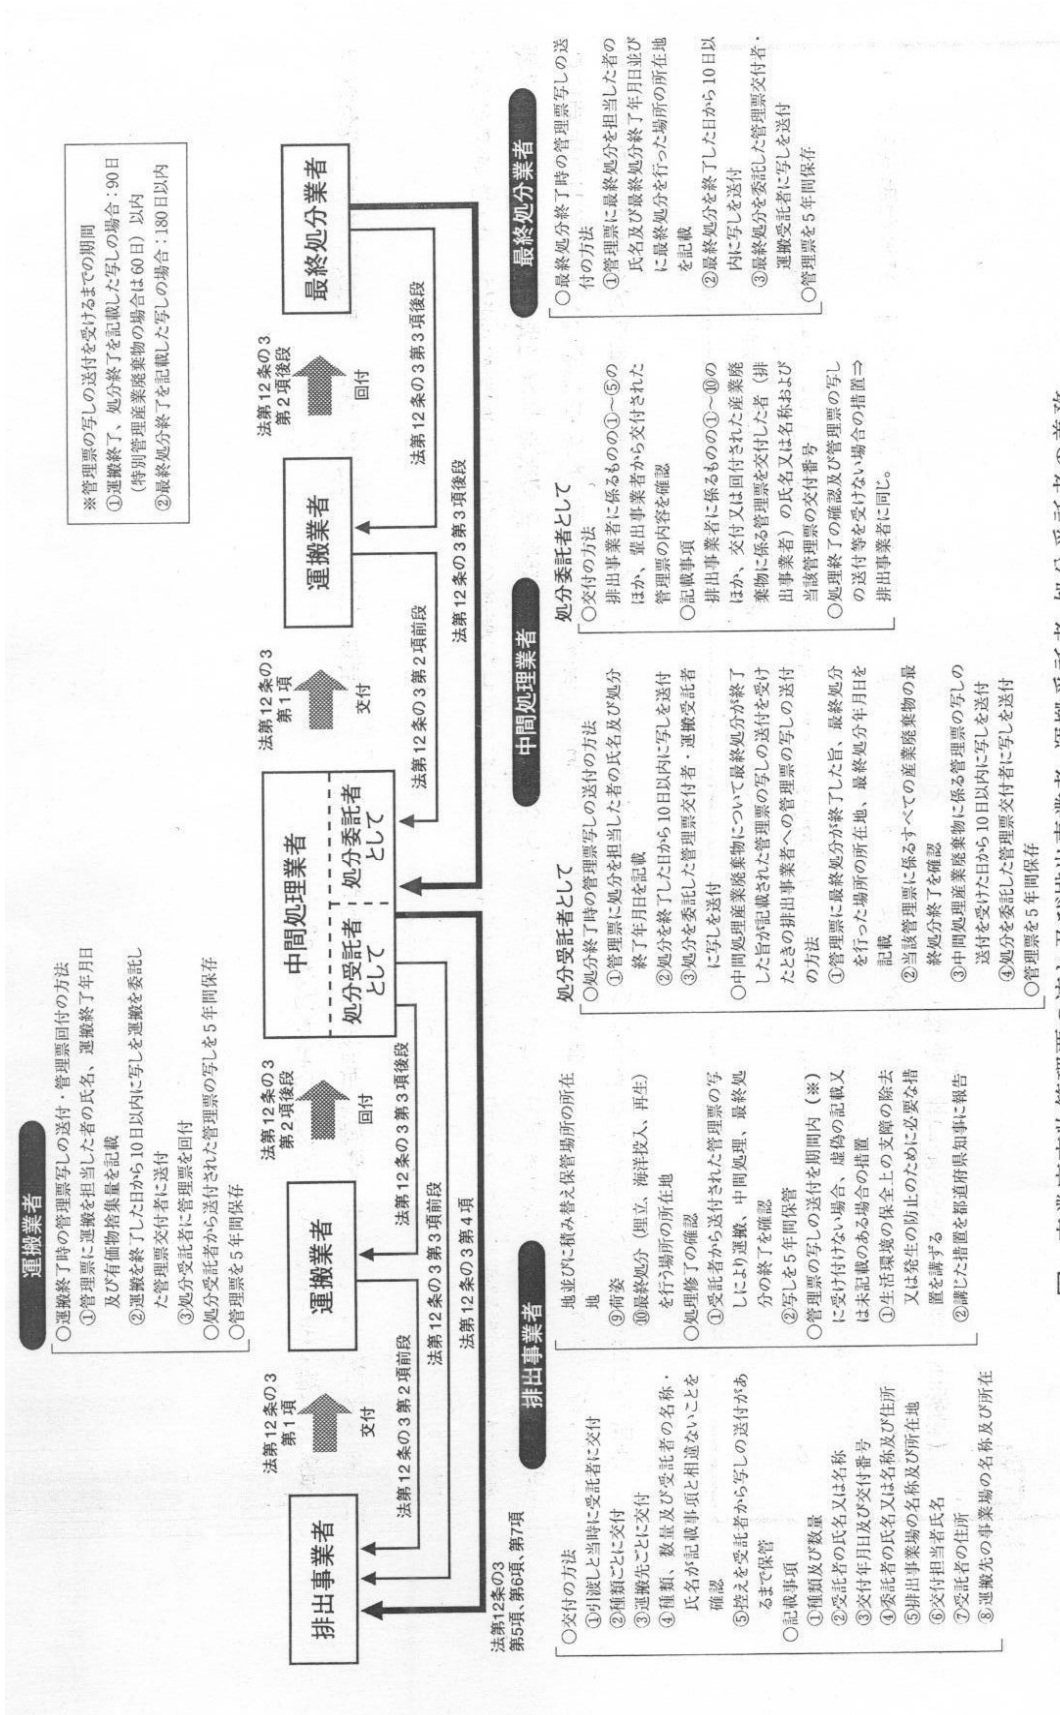 運搬業者
○運搬終了時の管理票写しの送付・管理票回付の方法
①管理票に運搬を担当した者の氏名、運搬終了年月日
及び有価物拾集量を記載
②運搬を終了した日から10日以内に写しを運搬を委託し
た管理票交付者に送付
③処分受託者に管理票を回付
○処分受託者から送付された管理票の写しを5年間保存
○管理票を5年間保存
※管理票の写しの送付を受けるまでの期間
①運搬終了、処分終了を記載した写しの場合:90日
(特別管理産業廃棄物の場合は60日)以内
②最終処分終了を記載した写しの場合:180日以内
排出事業者
法第12条の3
第1項
交付
運搬業者
法第12条の3
第2項後段
回付
中間処理業者
処分受託者
として
処分委託者
として
法第12条の3
第1項
交付
運搬業者
法第12条の3
第2項後段
回付
最終処分業者
法第12条の3第2項前段
法第12条の3第3項後段
法第12条の3第3項前段
法第12条の3第4項
法第12条の3第2項前段
法第12条の3第3項後段
法第12条の3第3項後段
法第12条の3
第5項、第6項、第7項
排出事業者
○交付の方法
①引渡しと当時に受託者に交付
②種類ごとに交付
③運搬先ごとに交付
④種類、数量及び受託者の名称・
氏名が記載事項と相違ないことを
確認
⑤控えを受託者から写しの送付があ
るまで保管
○記載事項
①種類及び数量
②受託者の氏名又は名称
③交付年月日及び交付番号
④委託者の氏名又は名称及び住所
⑤排出事業場の名称及び所在地
⑥交付担当者氏名
⑦受託者の住所
⑧運搬先の事業場の名称及び所在
地並びに積み替え保管場所の所在
地
⑨荷姿
⑩最終処分(埋立、海洋投入、再生)
を行う場所の所在地
○処理修了の確認
①受託者から送付された管理票の写
しにより運搬、中間処理、最終処
分の終了を確認
②写しを5年間保管
○管理票の写しの送付を期間内(※)
に受け付けない場合、虚偽の記載又
は未記載のある場合の措置
①生活環境の保全上の支障の除去
又は発生の防止のために必要な措
置を講ずる
②講じた措置を都道府県知事に報告
中間処理業者
処分受託者として
○処分終了時の管理票写しの送付の方法
①管理票に処分を担当した者の氏名及び処分
終了年月日を記載
②処分を終了した日から10日以内に写しを送付
③処分を委託した管理票交付者・運搬受託者
に写しを送付
○中間処理産業廃棄物について最終処分が終了
した旨が記載された管理票の写しの送付を受け
たときの排出事業者への管理票の写しの送付
の方法
①管理票に最終処分が終了した旨、最終処分
を行った場所の所在地、最終処分年月日を
記載
②当該管理票に係るすべての産業廃棄物の最
終処分終了を確認
③中間処理産業廃棄物に係る管理票の写しの
送付を受けた日から10日以内に写しを送付
④処分を委託した管理票交付者に写しを送付
○管理票を5年間保存
処分委託者として
○交付の方法
排出事業者に係るものの①~⑤の
ほか、輩出事業者から交付された
管理票の内容を確認
○記載事項
排出事業者に係るものの①~⑩の
ほか、交付又は回付された産業廃
棄物に係る管理票を交付した者(排
出事業者)の氏名又は名称および
当該管理票の交付番号
○処理終了の確認及び管理票の写し
の送付等を受けない場合の措置⇒
排出事業者に同じ。
最終処分業者
○最終処分終了時の管理票写しの送
付の方法
①管理票に最終処分を担当した者の
氏名及び最終処分終了年月日並び
に最終処分を行った場所の所在地
を記載
②最終処分を終了した日から10日以
内に写しを送付
③最終処分を委託した管理票交付者・
運搬受託者に写しを送付
○管理票を5年間保存